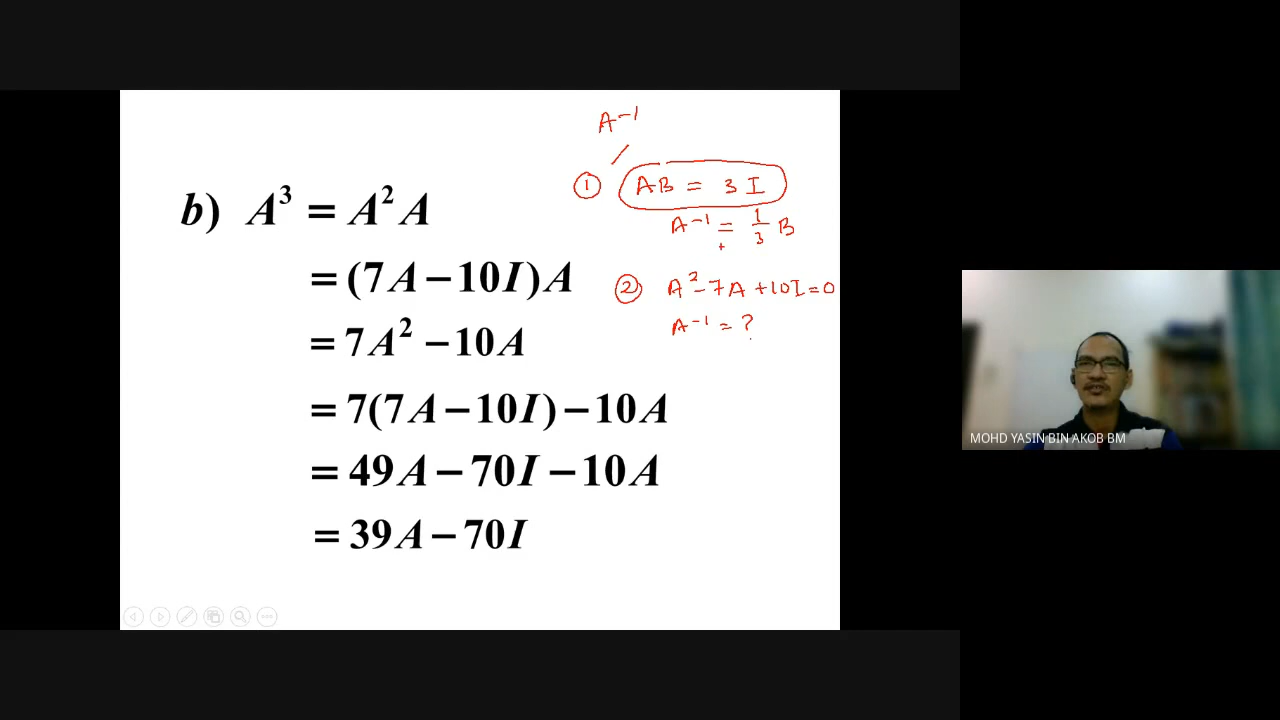 b) A³ = A² A
= (7A − 10I)A
= 7A² − 10A
= 7(7A − 10I) − 10A
= 49A − 70I − 10A
= 39A − 70I
A⁻¹
① AB = 3I
A⁻¹ = 1/3 B
② A² − 7A + 10I = 0
A⁻¹ = ?
MOHD YASIN BIN AKOB BM